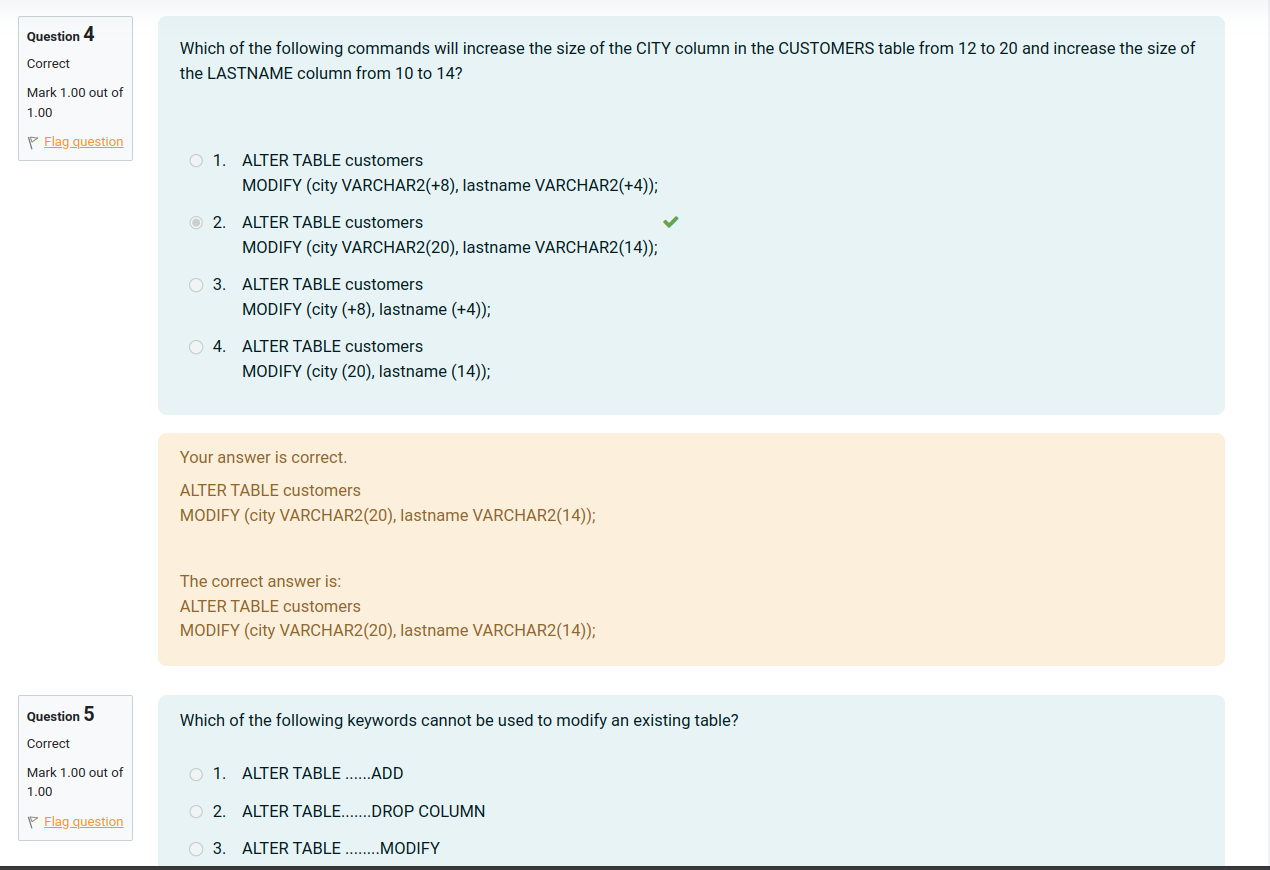 Question 4
Correct
Mark 1.00 out of
1.00
Flag question
Which of the following commands will increase the size of the CITY column in the CUSTOMERS table from 12 to 20 and increase the size of
the LASTNAME column from 10 to 14?
1. ALTER TABLE customers
MODIFY (city VARCHAR2(+8), lastname VARCHAR2(+4));
2. ALTER TABLE customers
MODIFY (city VARCHAR2(20), lastname VARCHAR2(14));
3. ALTER TABLE customers
MODIFY (city (+8), lastname (+4));
4. ALTER TABLE customers
MODIFY (city (20), lastname (14));
Your answer is correct.
ALTER TABLE customers
MODIFY (city VARCHAR2(20), lastname VARCHAR2(14));
The correct answer is:
ALTER TABLE customers
MODIFY (city VARCHAR2(20), lastname VARCHAR2(14));
Question 5
Correct
Mark 1.00 out of
1.00
Flag question
Which of the following keywords cannot be used to modify an existing table?
1. ALTER TABLE ......ADD
2. ALTER TABLE.......DROP COLUMN
3. ALTER TABLE ........MODIFY